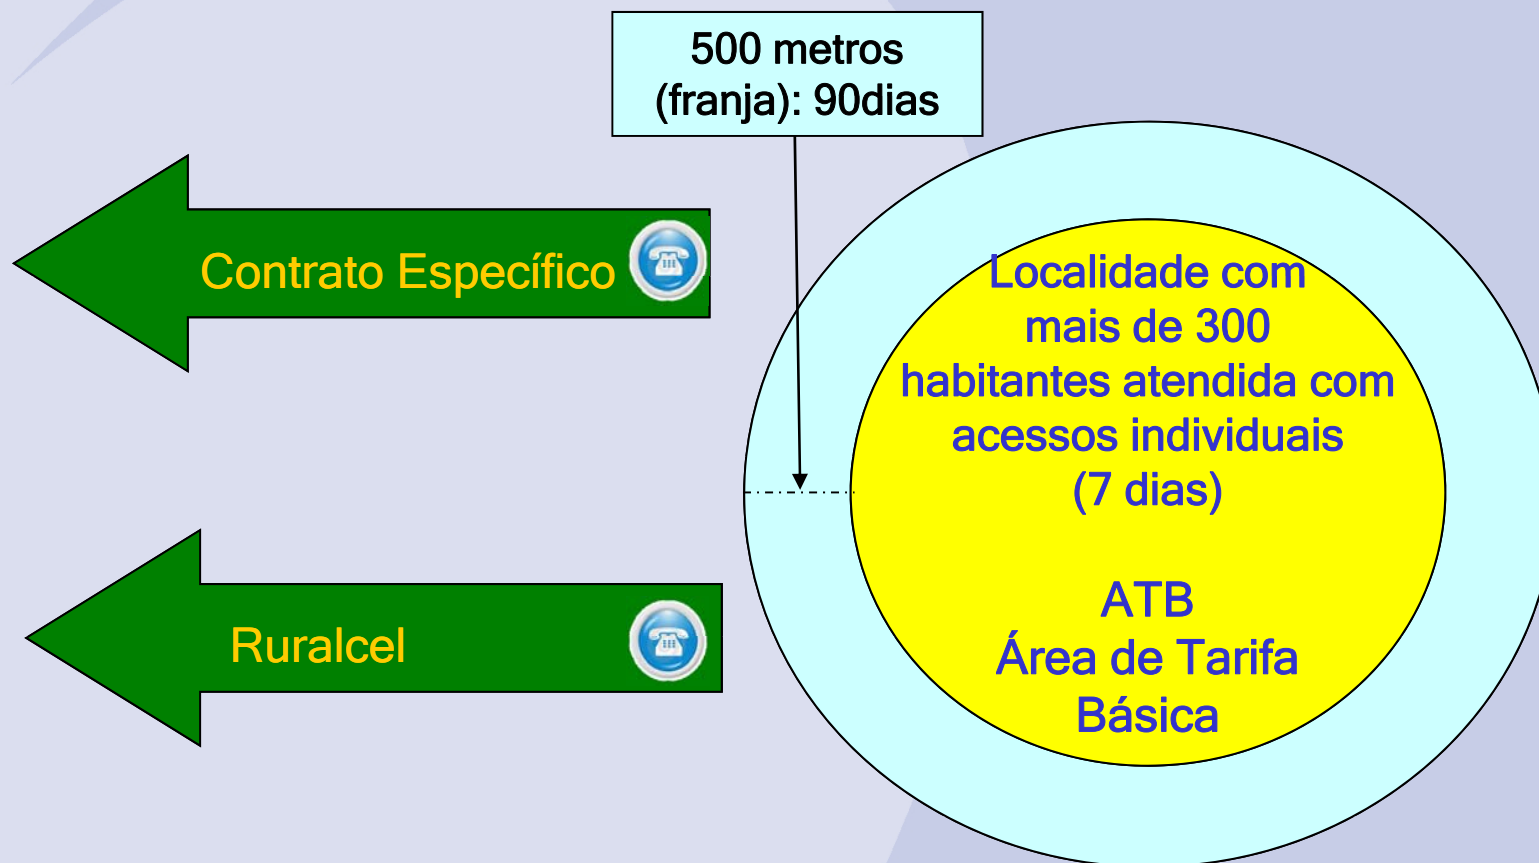 500 metros
(franja): 90dias
Contrato Específico
Localidade com
mais de 300
habitantes atendida com
acessos individuais
(7 dias)
ATB
Área de Tarifa
Básica
Ruralcel